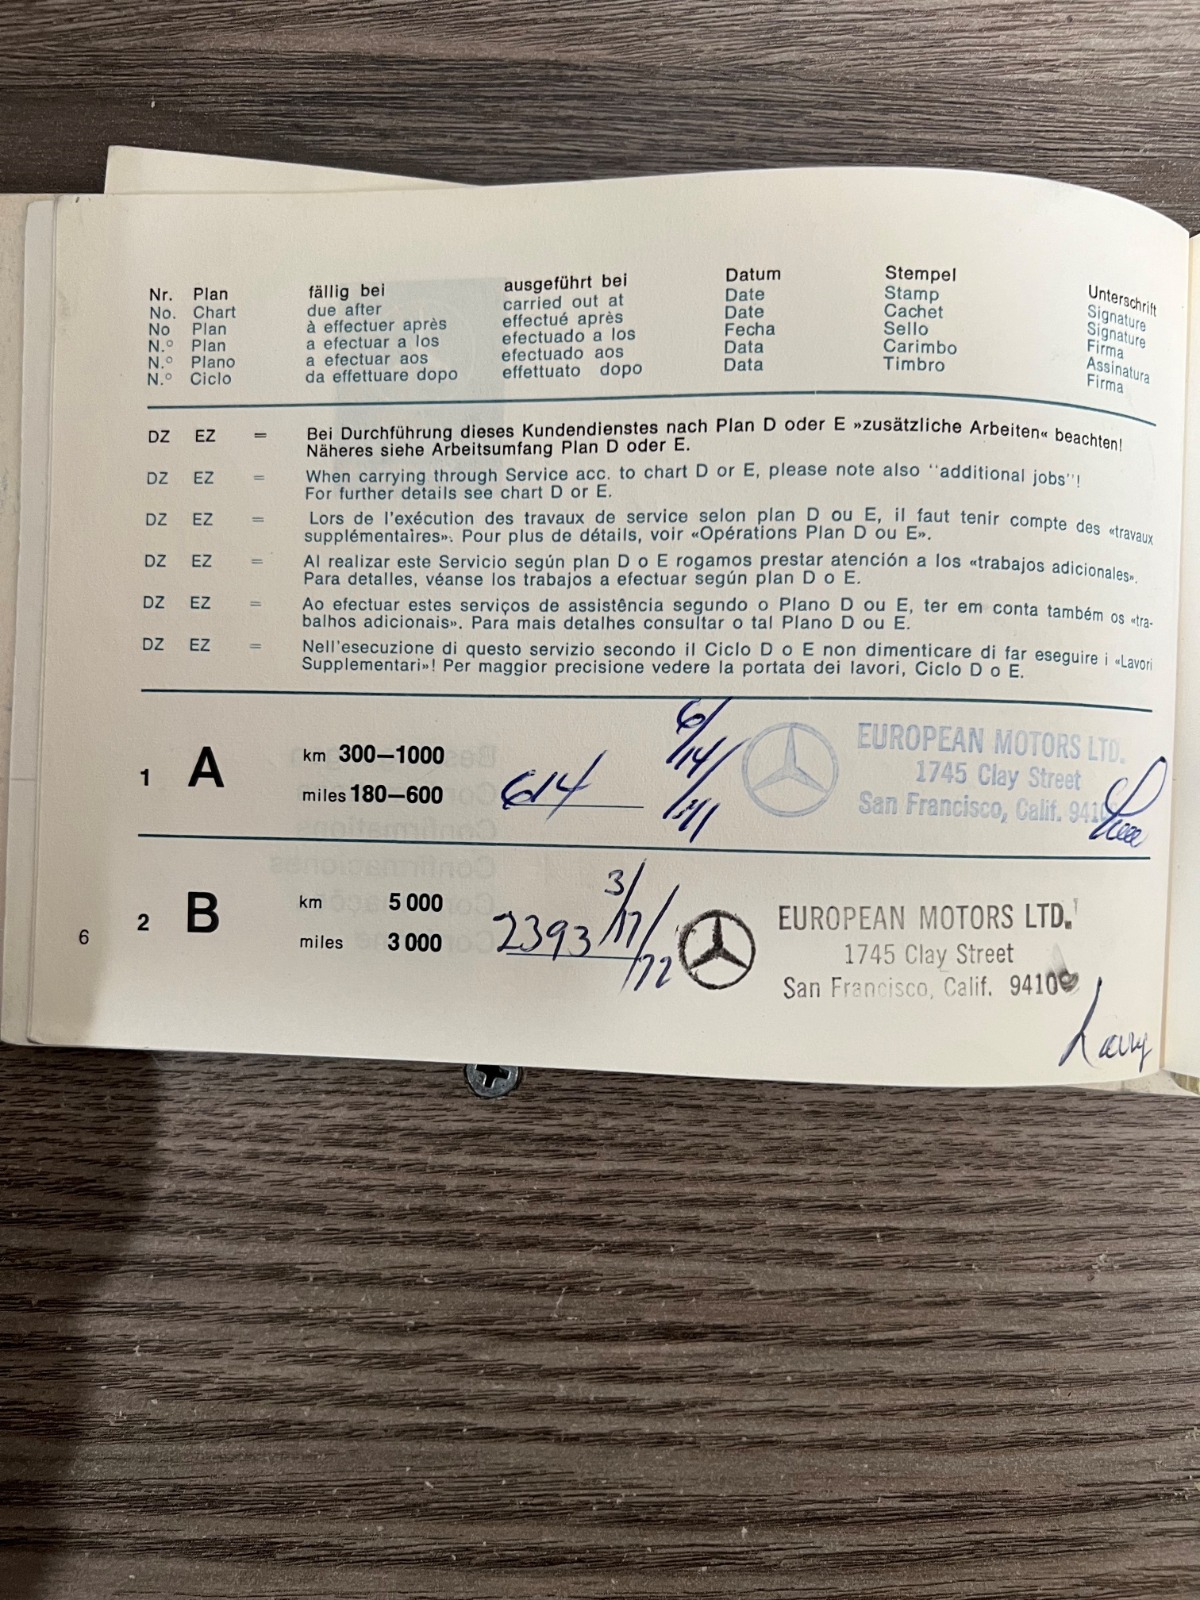 Nr. Plan fällig bei ausgeführt bei Datum Stempel Unterschrift
No. Chart due after carried out at Date Stamp Signature
No Plan à effectuer après effectué après Date Cachet Signature
N.° Plan a efectuar a los efectuado a los Fecha Sello Firma
N.° Plano a efectuar aos efectuado aos Data Carimbo Assinatura
N.° Ciclo da effettuare dopo effettuato dopo Data Timbro Firma
DZ EZ = Bei Durchführung dieses Kundendienstes nach Plan D oder E »zusätzliche Arbeiten« beachten!
Näheres siehe Arbeitsumfang Plan D oder E.
DZ EZ = When carrying through Service acc. to chart D or E, please note also "additional jobs"!
For further details see chart D or E.
DZ EZ = Lors de l'exécution des travaux de service selon plan D ou E, il faut tenir compte des «travaux
supplémentaires». Pour plus de détails, voir «Opérations Plan D ou E».
DZ EZ = Al realizar este Servicio según plan D o E rogamos prestar atención a los «trabajos adicionales».
Para detalles, véanse los trabajos a efectuar según plan D o E.
DZ EZ = Ao efectuar estes serviços de assistência segundo o Plano D ou E, ter em conta também os «tra-
balhos adicionais». Para mais detalhes consultar o tal Plano D ou E.
DZ EZ = Nell'esecuzione di questo servizio secondo il Ciclo D o E non dimenticare di far eseguire i «Lavori
Supplementari»! Per maggior precisione vedere la portata dei lavori, Ciclo D o E.
1 A km 300—1000
miles 180—600 614 6/14/71
EUROPEAN MOTORS LTD.
1745 Clay Street
San Francisco, Calif. 9410
2 B km 5 000
miles 3 000 2393 3/17/72
EUROPEAN MOTORS LTD.
1745 Clay Street
San Francisco, Calif. 94109
Larry
6